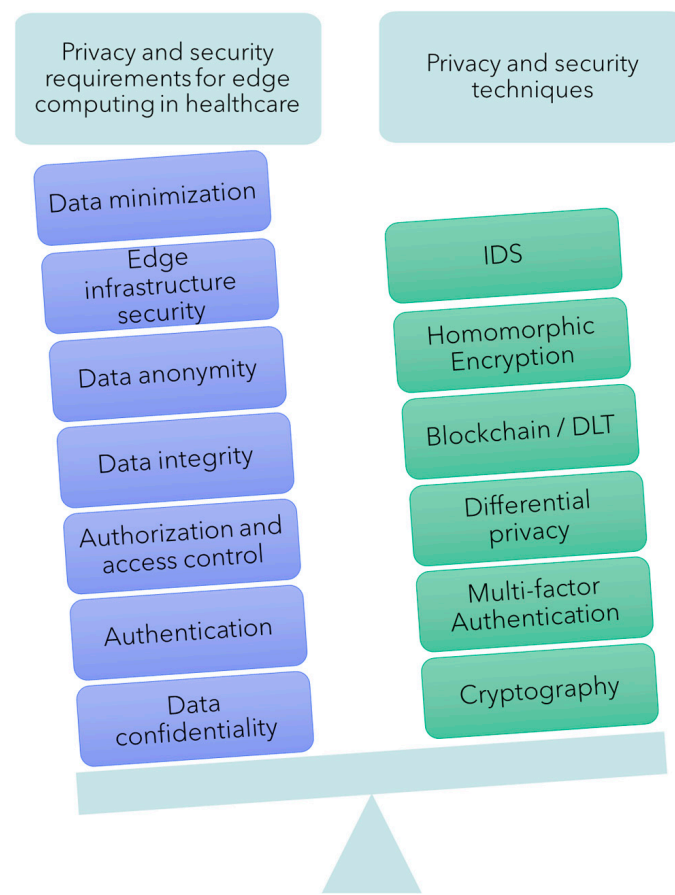 Privacy and security
requirements for edge
computing in healthcare
Privacy and security
techniques
Data minimization
Edge
infrastructure
security
Data anonymity
Data integrity
Authorization and
access control
Authentication
Data
confidentiality
IDS
Homomorphic
Encryption
Blockchain / DLT
Differential
privacy
Multi-factor
Authentication
Cryptography